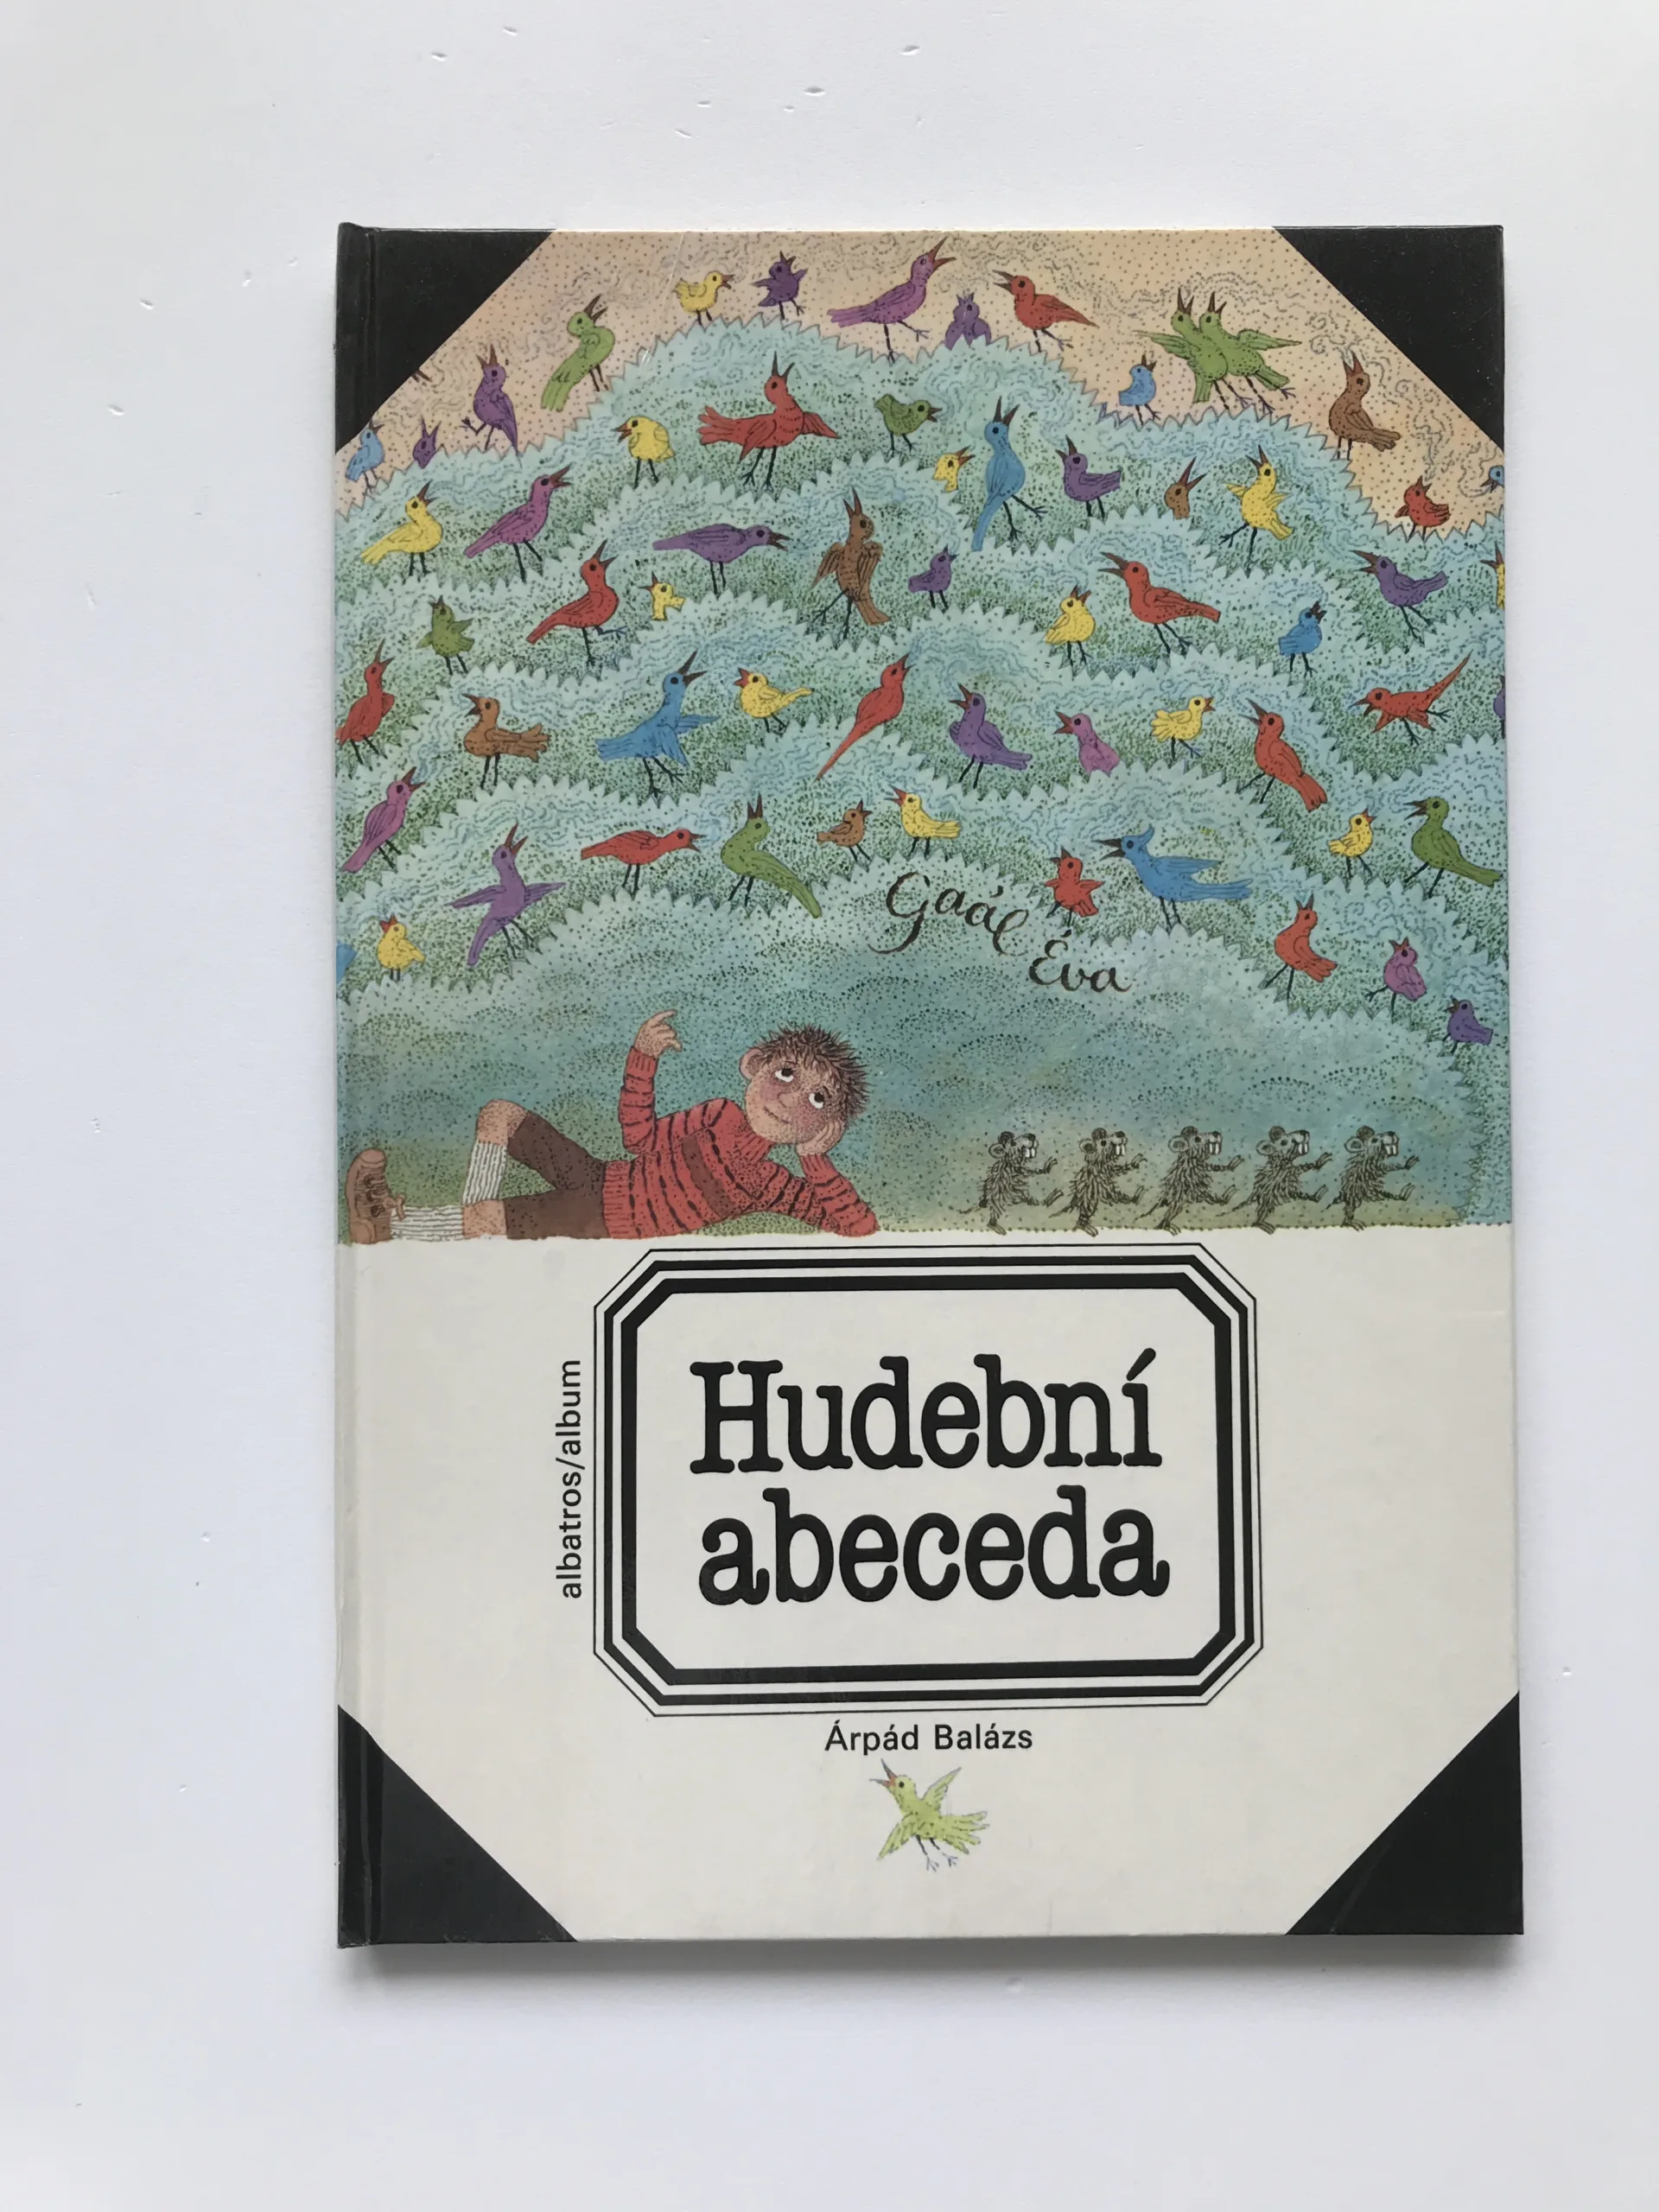 Gaál
Éva
albatros/album
Hudební
abeceda
Árpád Balázs